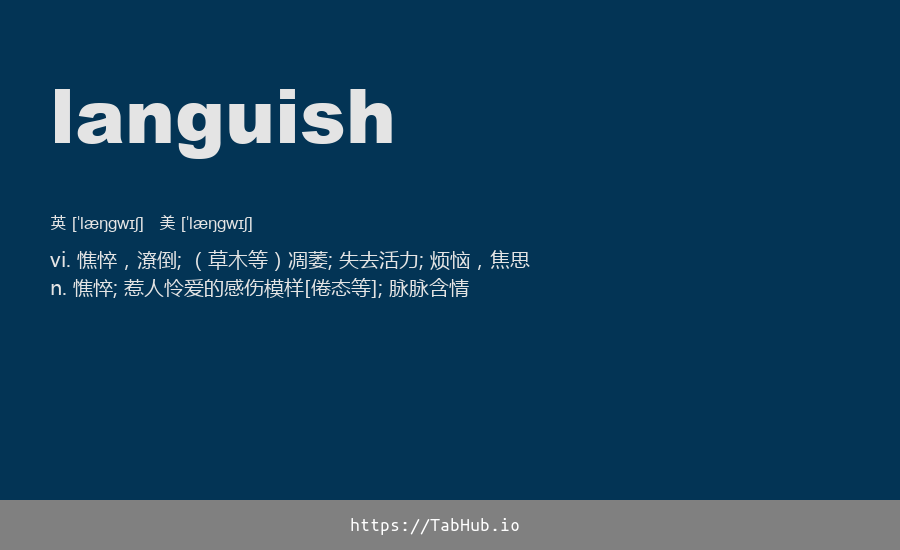 languish
英 [ˈlæŋgwɪʃ]   美 [ˈlæŋgwɪʃ]
vi. 憔悴，潦倒; （草木等）凋萎; 失去活力; 烦恼，焦思
n. 憔悴; 惹人怜爱的感伤模样[倦态等]; 脉脉含情
https://TabHub.io